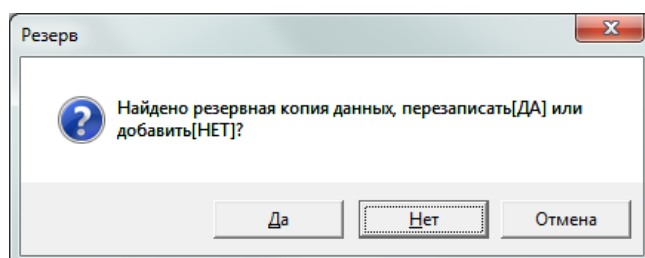 Резерв
Найдено резервная копия данных, перезаписать[ДА] или
добавить[НЕТ]?
Да
Нет
Отмена